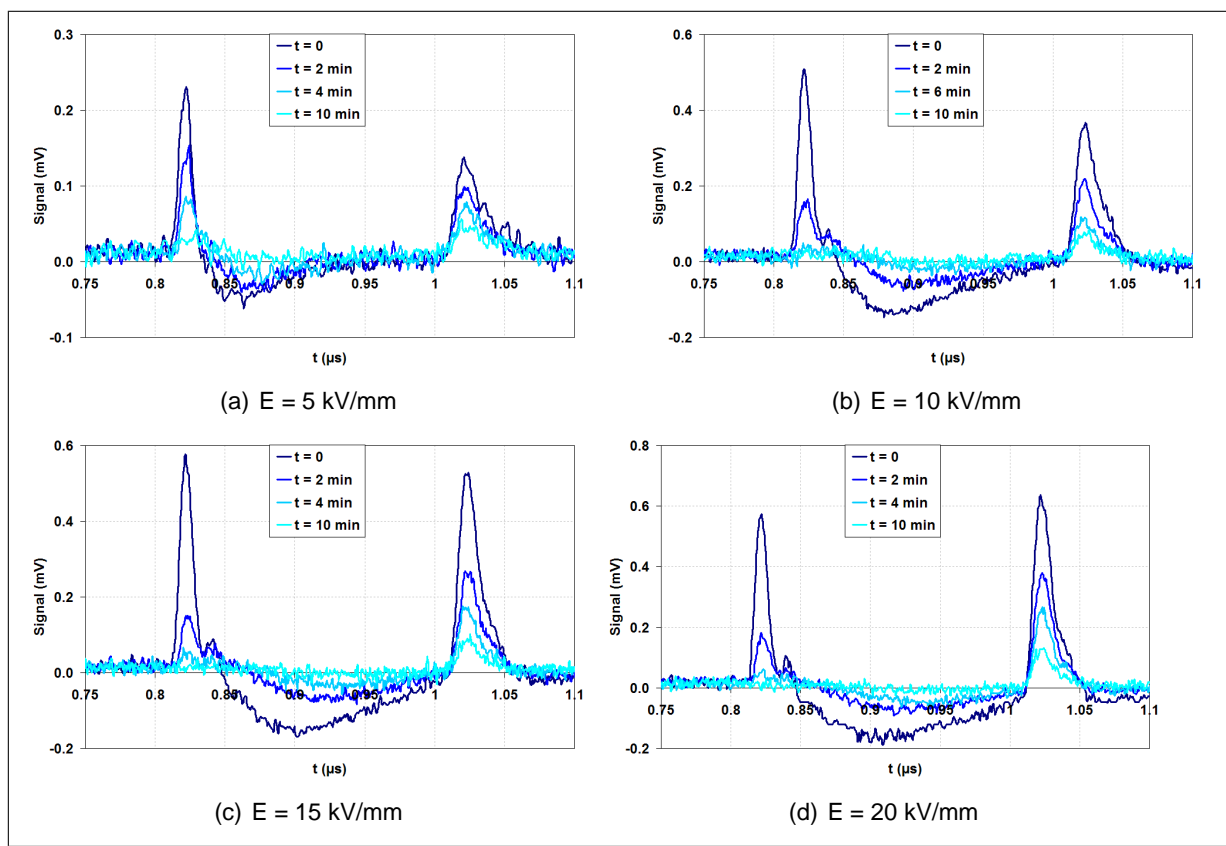 0.3
t = 0
t = 2 min
t = 4 min
t = 10 min
0.2
Signal (mV)
0.1
0.0
0.75 0.8 0.85 0.9 0.95 1 1.05 1.1
-0.1
t (µs)
(a) E = 5 kV/mm
0.6
t = 0
t = 2 min
t = 6 min
t = 10 min
0.4
Signal (mV)
0.2
0.0
0.75 0.8 0.85 0.9 0.95 1 1.05 1.1
-0.2
t (µs)
(b) E = 10 kV/mm
0.6
t = 0
t = 2 min
t = 4 min
t = 10 min
0.4
Signal (mV)
0.2
0.0
0.75 0.8 0.85 0.9 0.95 1 1.05 1.1
-0.2
t (µs)
(c) E = 15 kV/mm
0.8
t = 0
t = 2 min
t = 4 min
t = 10 min
0.6
0.4
Signal (mV)
0.2
0.0
0.75 0.8 0.85 0.9 0.95 1 1.05 1.1
-0.2
t (µs)
(d) E = 20 kV/mm